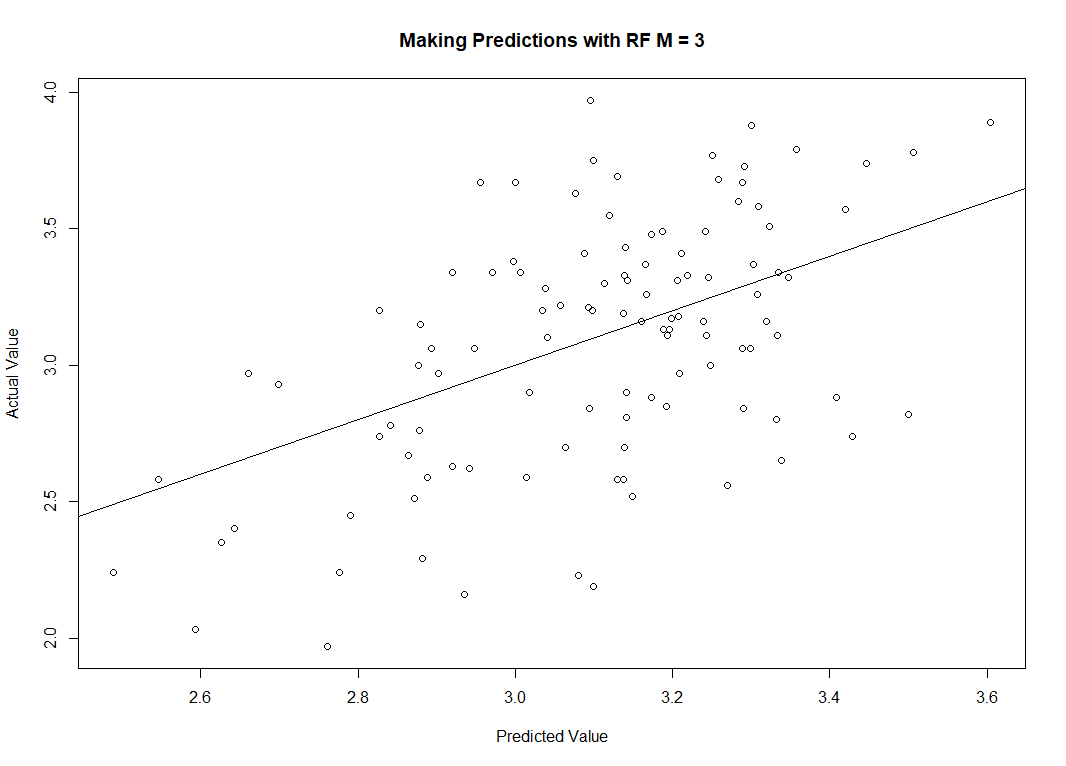 Making Predictions with RF M = 3
4.0
3.5
3.0
2.5
2.0
Actual Value
2.6 2.8 3.0 3.2 3.4 3.6
Predicted Value